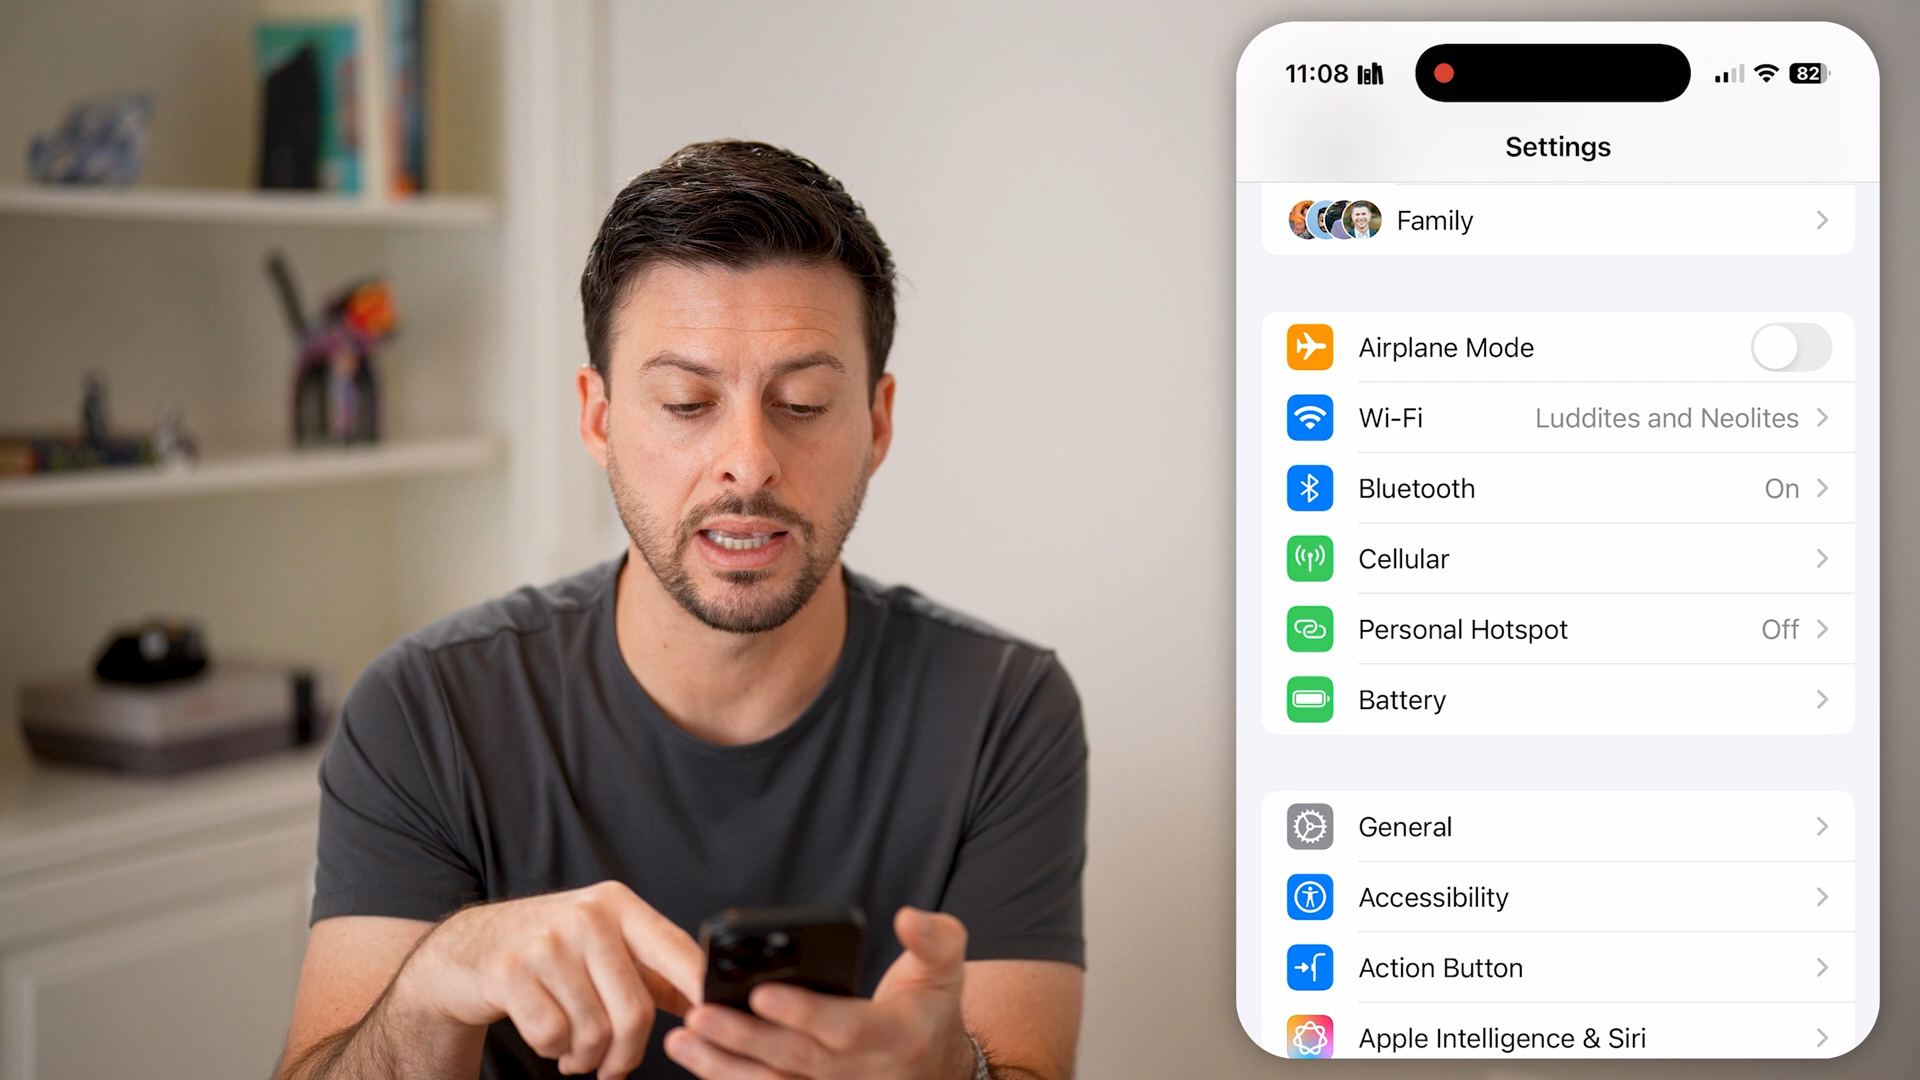 11:08
82
Settings
Family
Airplane Mode
Wi-Fi Luddites and Neolites
Bluetooth On
Cellular
Personal Hotspot Off
Battery
General
Accessibility
Action Button
Apple Intelligence & Siri